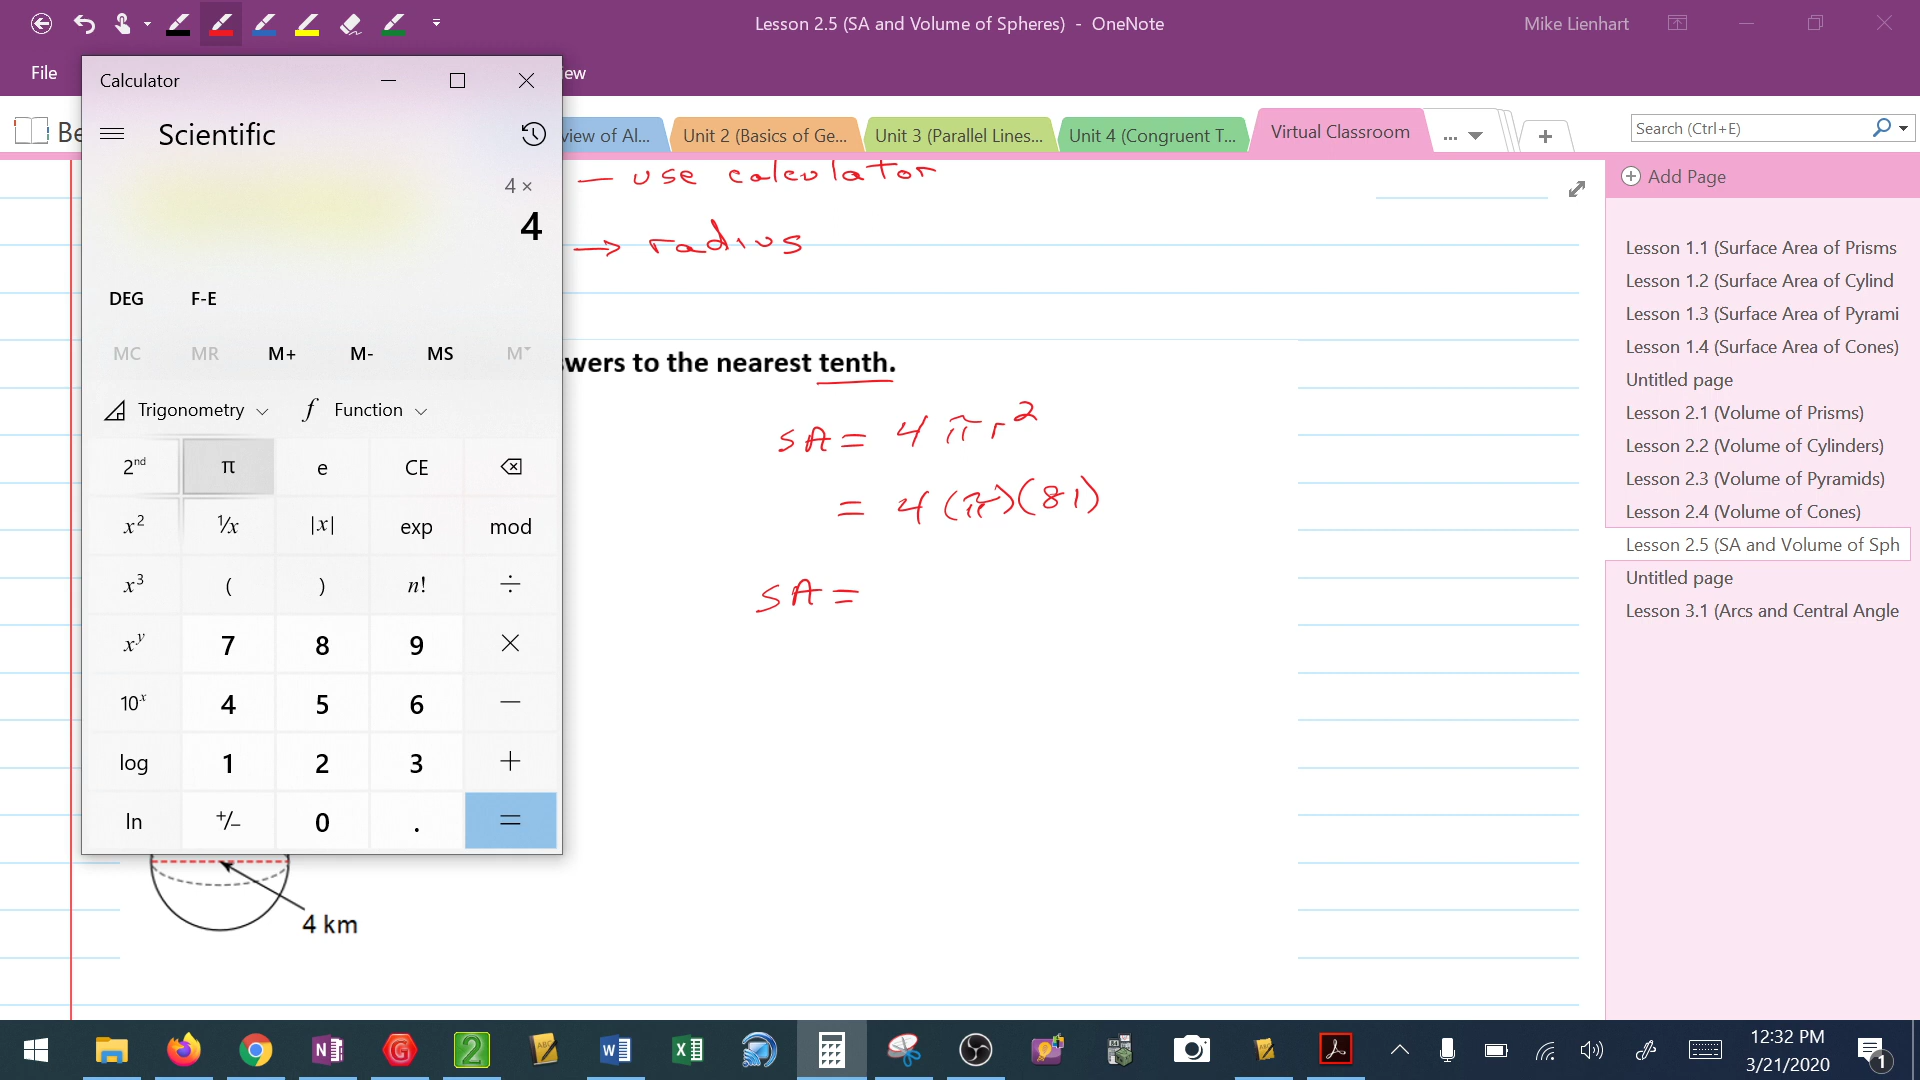 Lesson 2.5 (SA and Volume of Spheres) - OneNote
Mike Lienhart
File
ew
Calculator
Be
Scientific
view of Al...
Unit 2 (Basics of Ge...
Unit 3 (Parallel Lines...
Unit 4 (Congruent T...
Virtual Classroom
...
+
Search (Ctrl+E)
4 ×
4
DEG F-E
MC MR M+ M- MS M
Trigonometry f Function
2nd π e CE
x² ¹/x |x| exp mod
x³ ( ) n! ÷
xʸ 7 8 9 ×
10ˣ 4 5 6 −
log 1 2 3 +
ln +/− 0 . =
— use calculator
→ radius
swers to the nearest tenth.
SA = 4πr²
= 4(π)(81)
SA =
4 km
Add Page
Lesson 1.1 (Surface Area of Prisms
Lesson 1.2 (Surface Area of Cylind
Lesson 1.3 (Surface Area of Pyrami
Lesson 1.4 (Surface Area of Cones)
Untitled page
Lesson 2.1 (Volume of Prisms)
Lesson 2.2 (Volume of Cylinders)
Lesson 2.3 (Volume of Pyramids)
Lesson 2.4 (Volume of Cones)
Lesson 2.5 (SA and Volume of Sph
Untitled page
Lesson 3.1 (Arcs and Central Angle
12:32 PM
3/21/2020
1